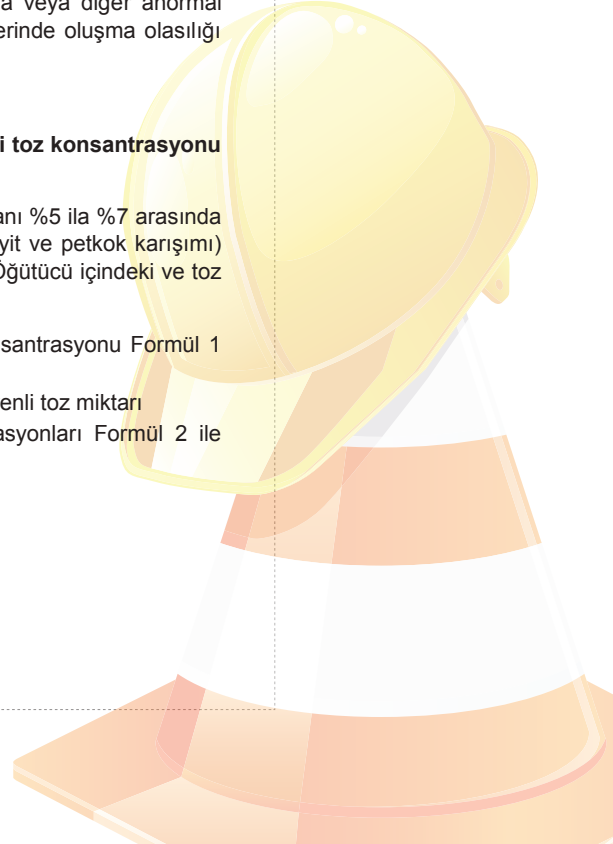 a veya diğer anormal
erinde oluşma olasılığı
i toz konsantrasyonu
anı %5 ila %7 arasında
yit ve petkok karışımı)
Öğütücü içindeki ve toz
santrasyonu Formül 1
enli toz miktarı
asyonları Formül 2 ile